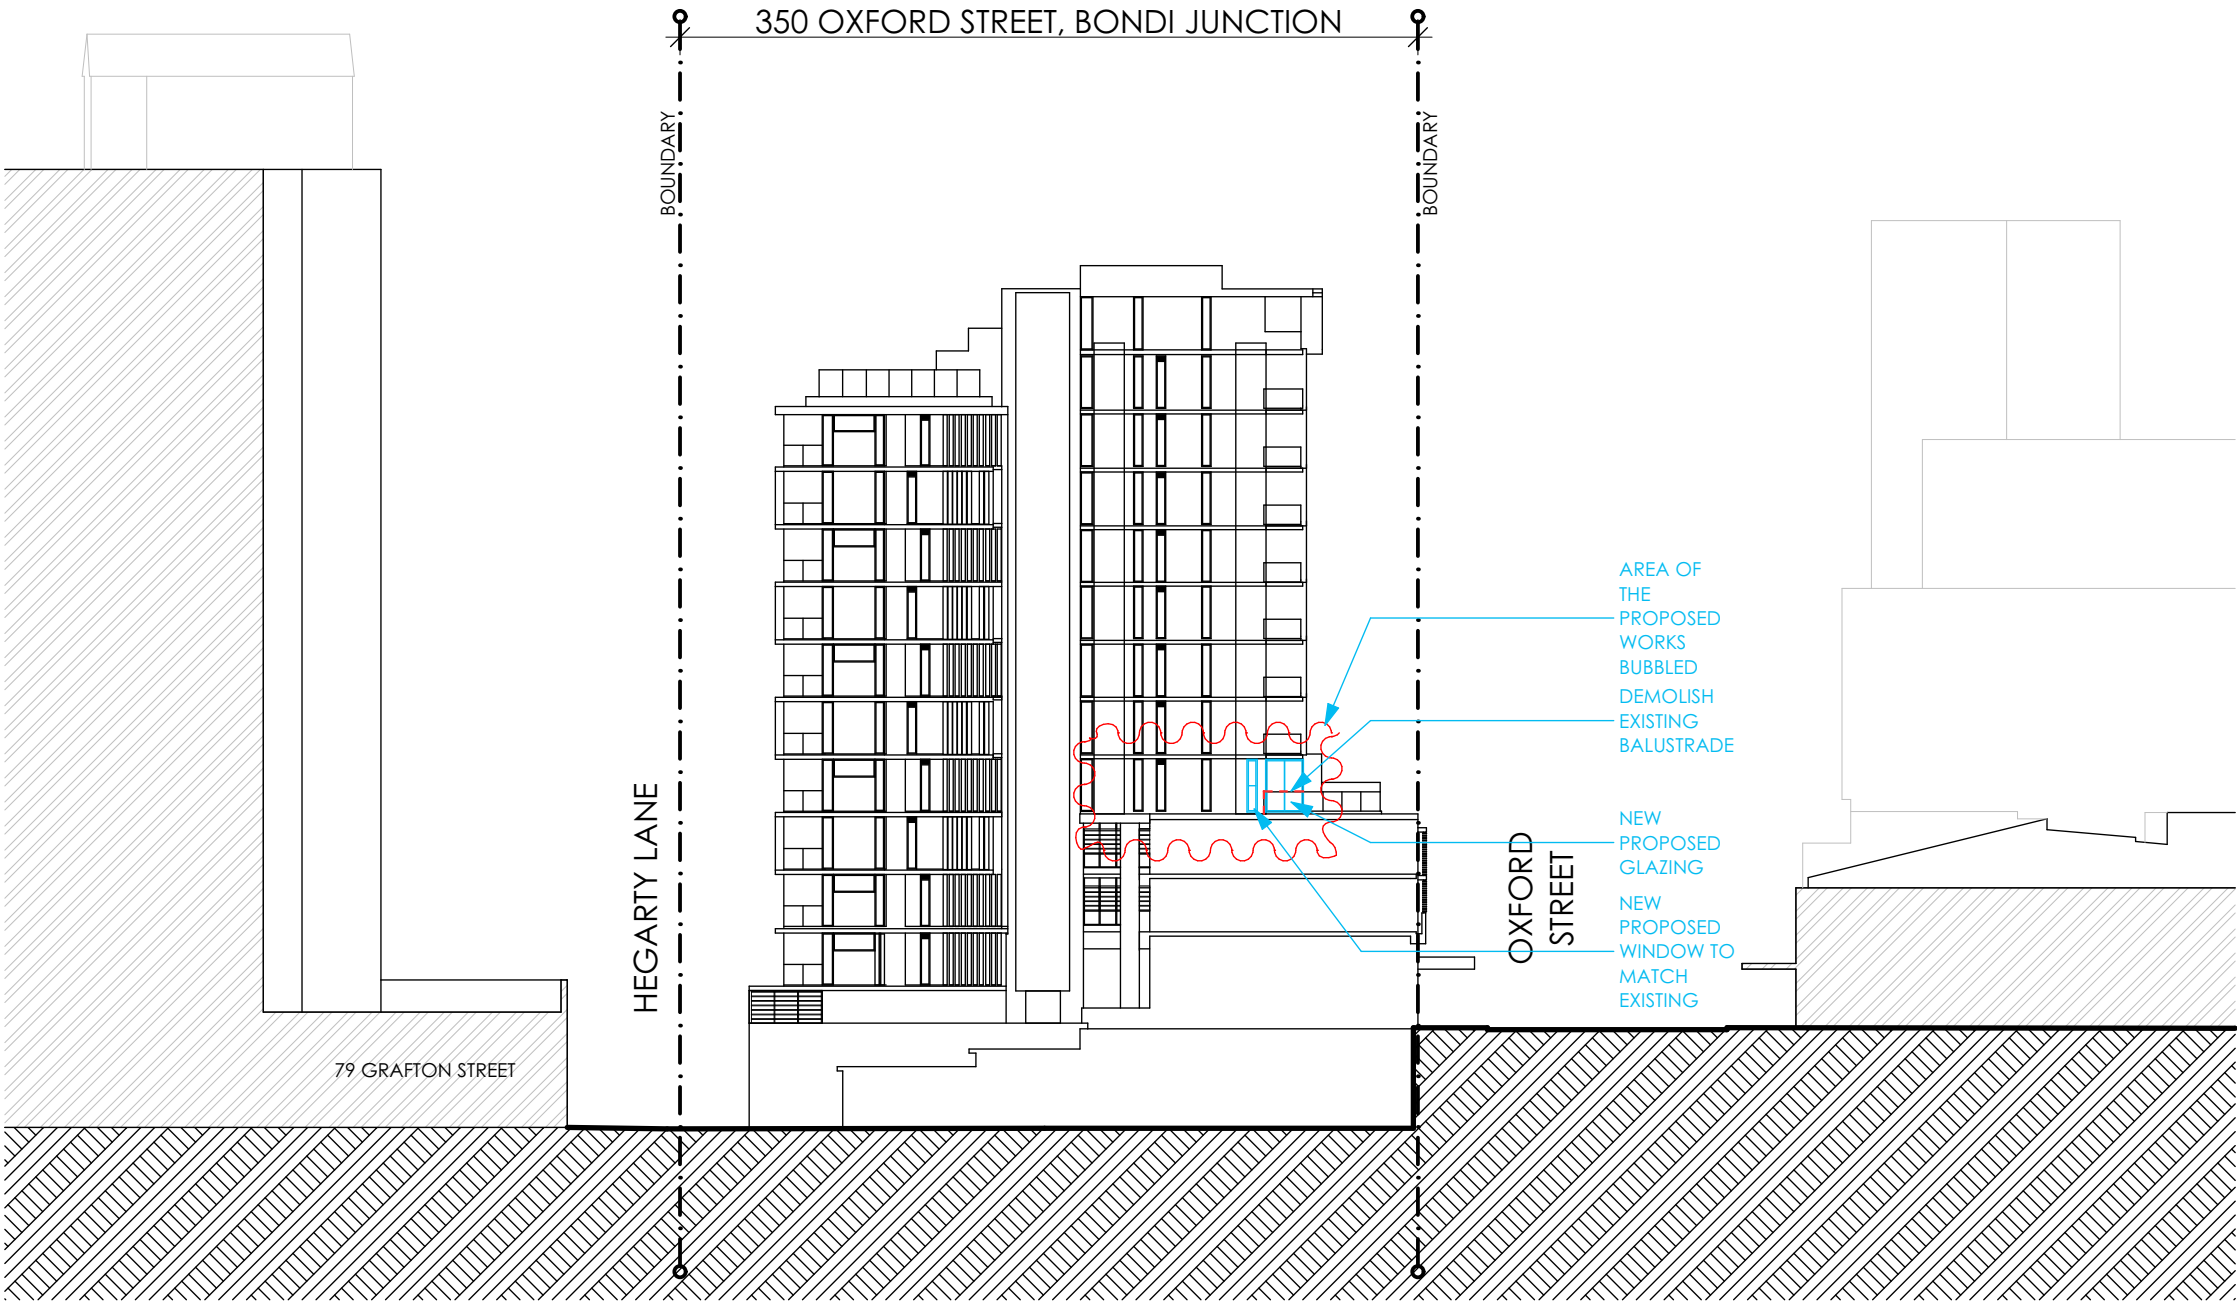 350 OXFORD STREET, BONDI JUNCTION
BOUNDARY
BOUNDARY
AREA OF
THE
PROPOSED
WORKS
BUBBLED
DEMOLISH
EXISTING
BALUSTRADE
NEW
PROPOSED
GLAZING
NEW
PROPOSED
WINDOW TO
MATCH
EXISTING
HEGARTY LANE
OXFORD
STREET
79 GRAFTON STREET